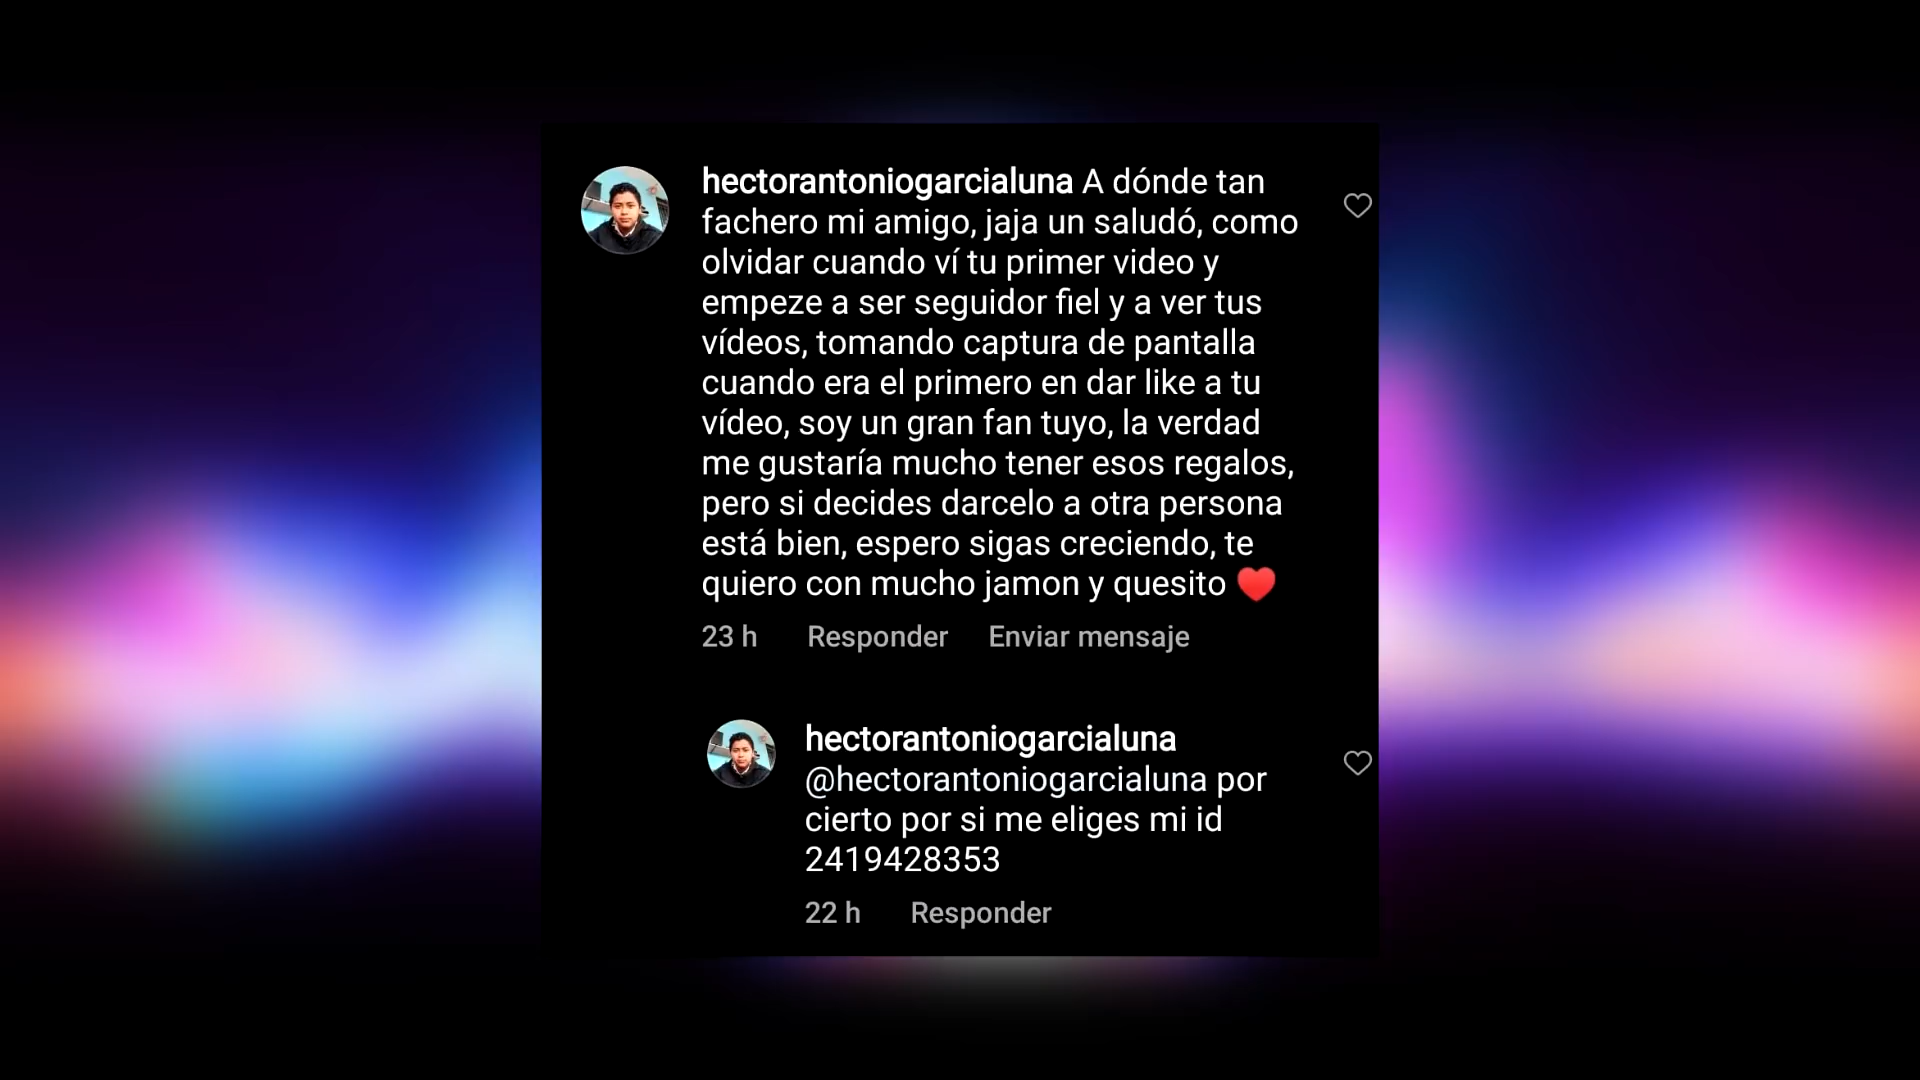 hectorantoniogarcialuna A dónde tan
fachero mi amigo, jaja un saludó, como
olvidar cuando ví tu primer video y
empeze a ser seguidor fiel y a ver tus
vídeos, tomando captura de pantalla
cuando era el primero en dar like a tu
vídeo, soy un gran fan tuyo, la verdad
me gustaría mucho tener esos regalos,
pero si decides darcelo a otra persona
está bien, espero sigas creciendo, te
quiero con mucho jamon y quesito ♥️
23 h Responder Enviar mensaje
hectorantoniogarcialuna
@hectorantoniogarcialuna por
cierto por si me eliges mi id
2419428353
22 h Responder